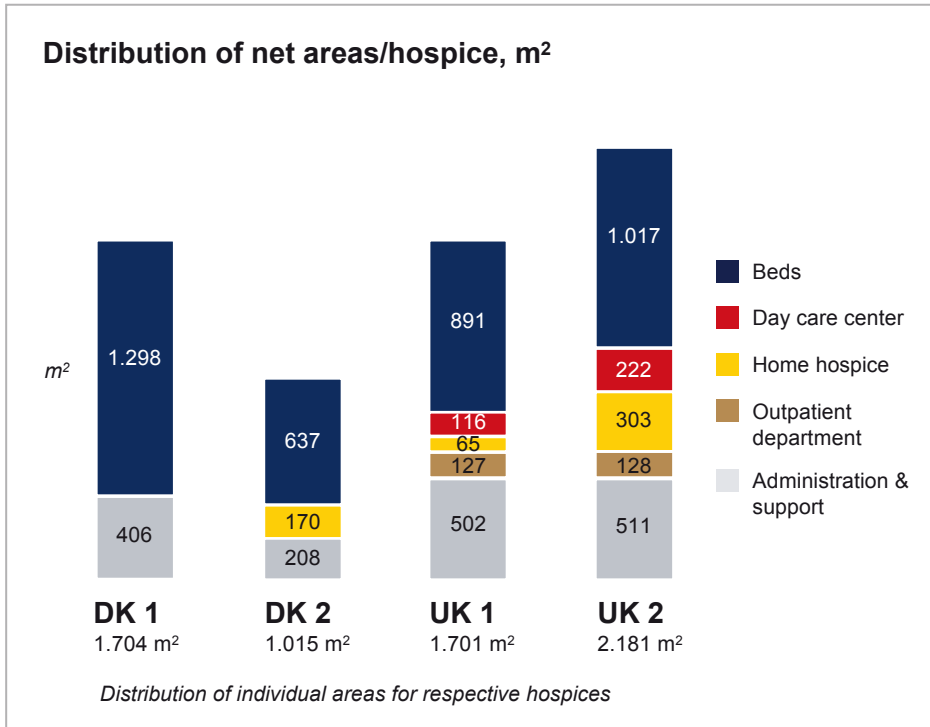 Distribution of net areas/hospice, m²
1.017
891
Beds
222
Day care center
1.298
m²
116
Home hospice
637
65
303
Outpatient
department
127
128
170
Administration &
support
406
208
502
511
DK 1
DK 2
UK 1
UK 2
1.704 m²
1.015 m²
1.701 m²
2.181 m²
Distribution of individual areas for respective hospices